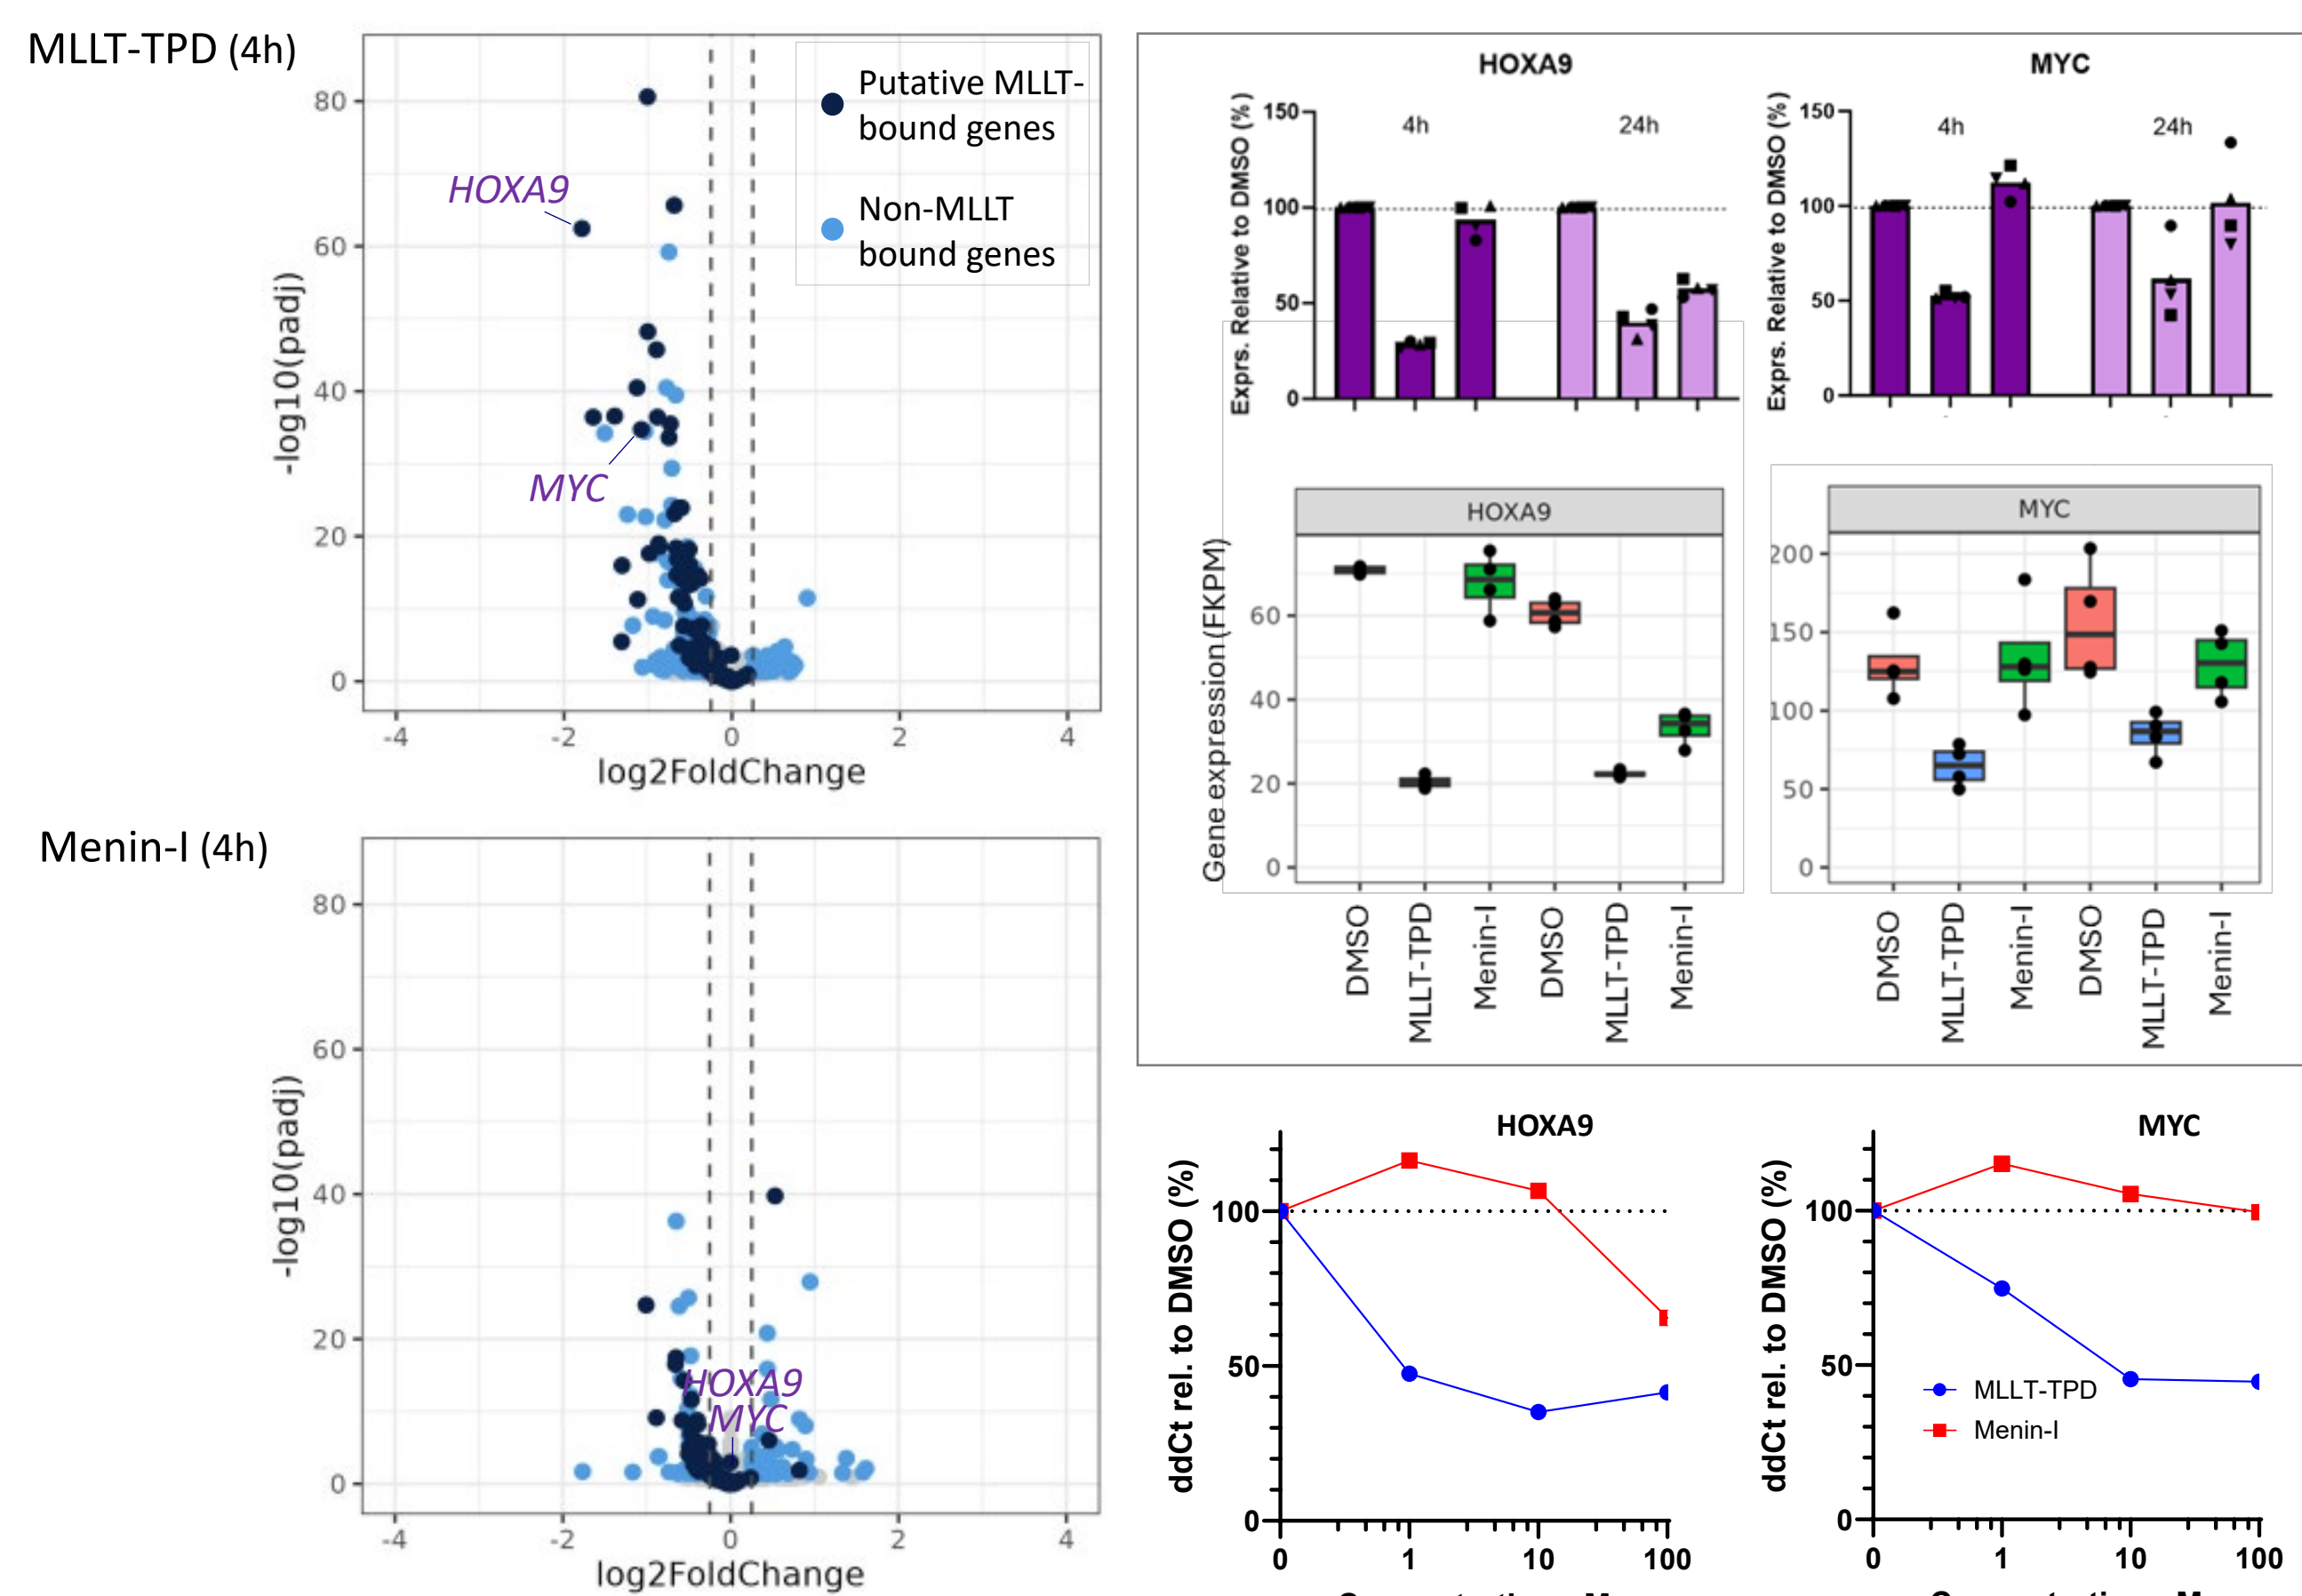 MLLT-TPD (4h)
80
60
40
20
0
-log10(padj)
-4
-2
0
2
4
log2FoldChange
HOXA9
MYC
Putative MLLT-
bound genes
Non-MLLT
bound genes
Menin-I (4h)
80
60
40
20
0
-log10(padj)
-4
-2
0
2
4
log2FoldChange
HOXA9
MYC
HOXA9
Exprs. Relative to DMSO (%)
150
100
50
0
4h
24h
MYC
Exprs. Relative to DMSO (%)
150
100
50
0
4h
24h
HOXA9
Gene expression (FKPM)
60
40
20
0
DMSO
MLLT-TPD
Menin-I
DMSO
MLLT-TPD
Menin-I
MYC
200
150
100
50
0
DMSO
MLLT-TPD
Menin-I
DMSO
MLLT-TPD
Menin-I
HOXA9
ddCt rel. to DMSO (%)
100
50
0
0
1
10
100
MYC
ddCt rel. to DMSO (%)
100
50
0
MLLT-TPD
Menin-I
0
1
10
100